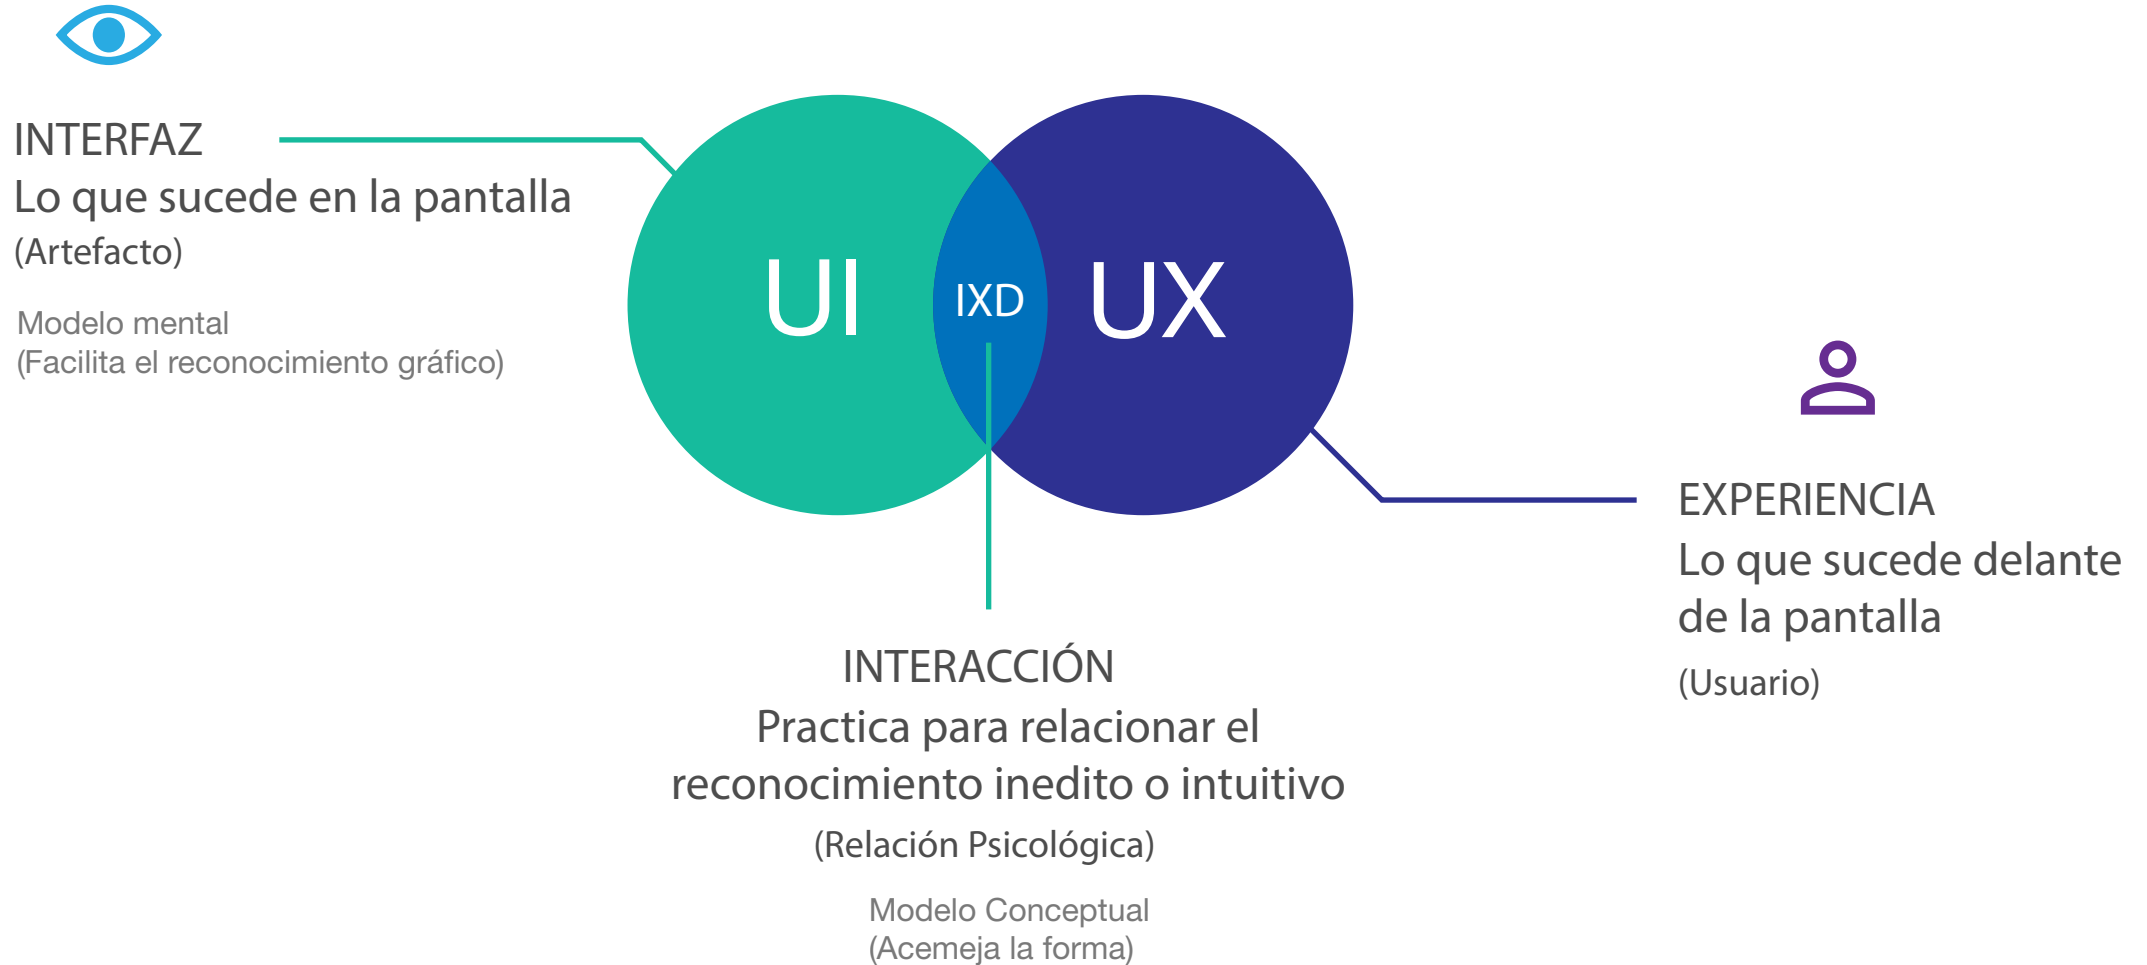 INTERFAZ
Lo que sucede en la pantalla
(Artefacto)
Modelo mental
(Facilita el reconocimiento gráfico)
UI
IXD
UX
EXPERIENCIA
Lo que sucede delante
de la pantalla
(Usuario)
INTERACCIÓN
Practica para relacionar el
reconocimiento inedito o intuitivo
(Relación Psicológica)
Modelo Conceptual
(Acemeja la forma)